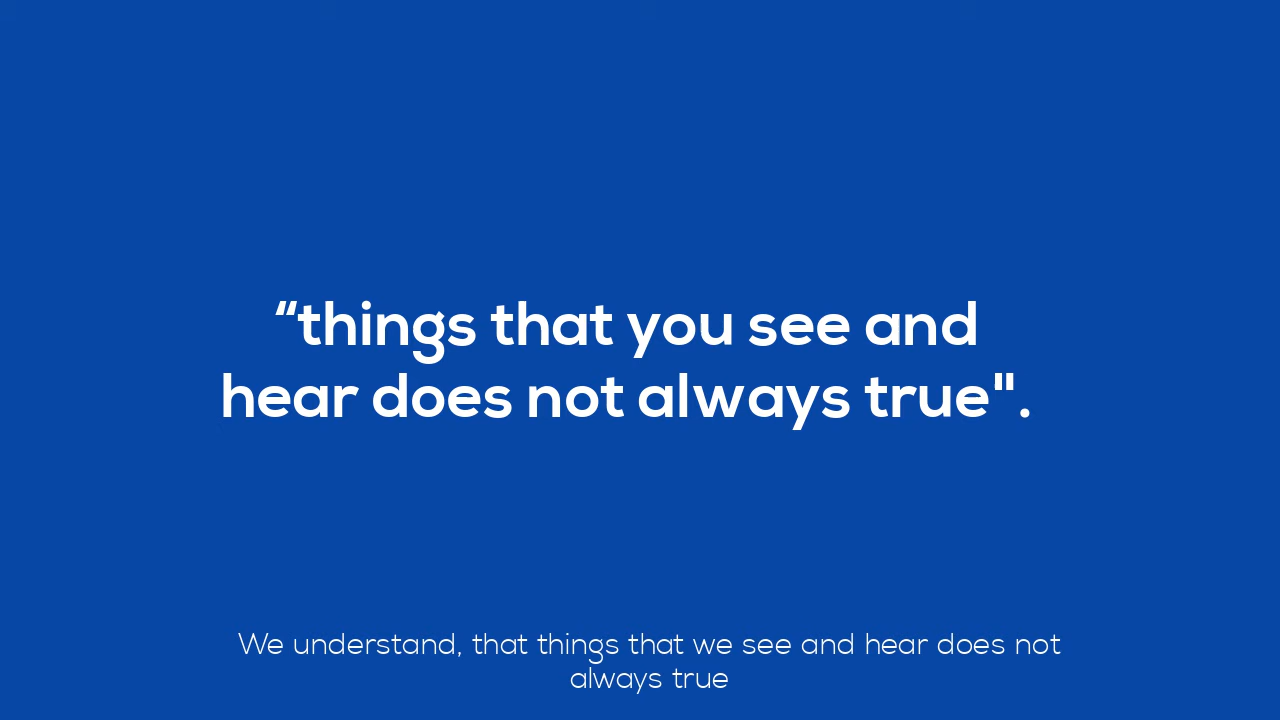 “things that you see and
hear does not always true".
We understand, that things that we see and hear does not
always true